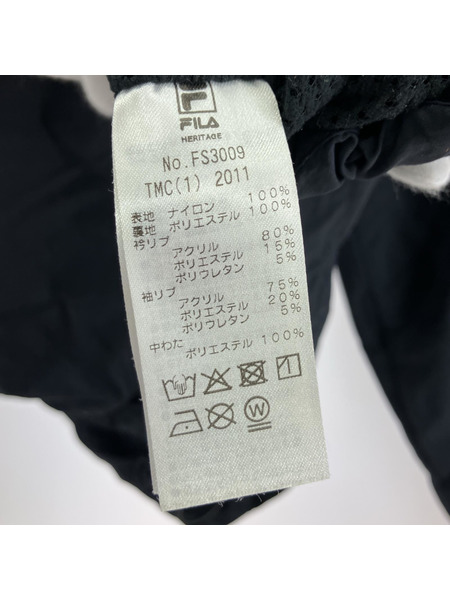 FILA
HERITAGE
No.FS3009
TMC(1) 2011
表地 ナイロン 100%
裏地 ポリエステル 100%
衿リブ
アクリル 80%
ポリエステル 15%
ポリウレタン 5%
袖リブ
アクリル 75%
ポリエステル 20%
ポリウレタン 5%
中わた
ポリエステル 100%
W